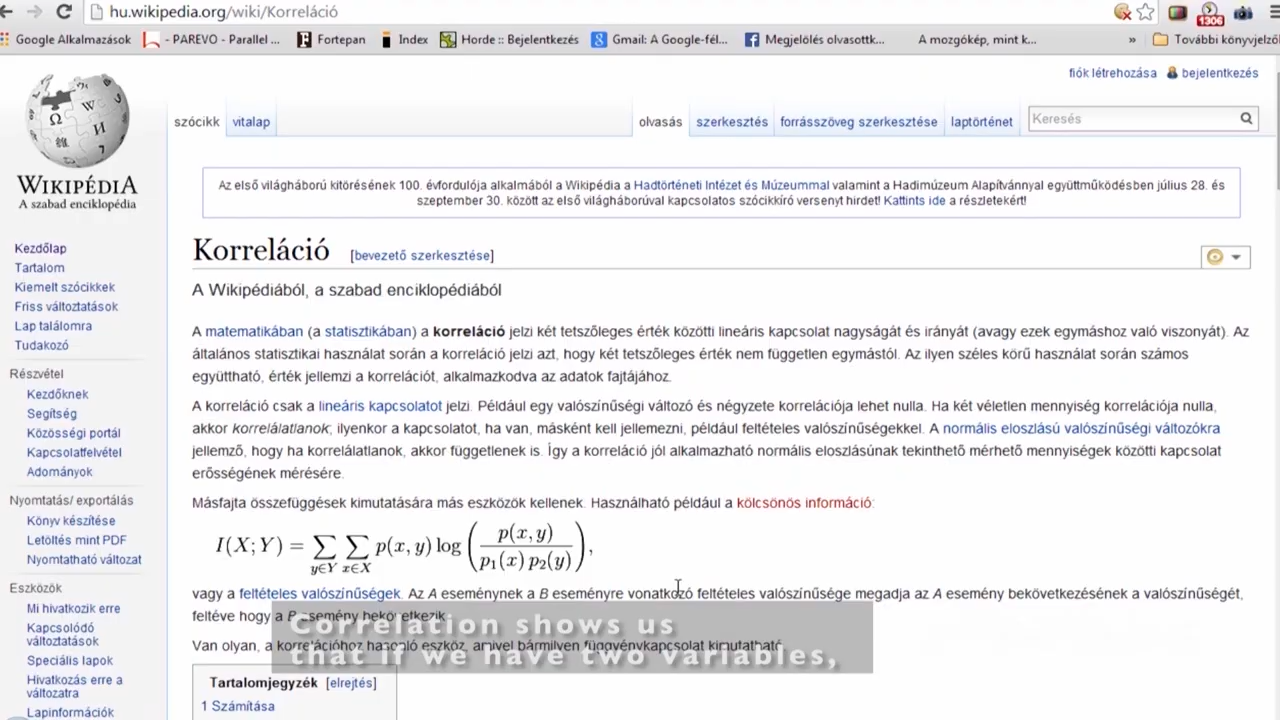 hu.wikipedia.org/wiki/Korreláció
1306
Google Alkalmazások
- PAREVO - Parallel ...
Fortepan
Index
Horde :: Bejelentkezés
Gmail: A Google-fél...
Megjelölés olvasottk...
A mozgókép, mint k...
»
További könyvjelző
fiók létrehozása
bejelentkezés
szócikk
vitalap
olvasás
szerkesztés
forrásszöveg szerkesztése
laptörténet
Keresés
WIKIPÉDIA
A szabad enciklopédia
Az első világháború kitörésének 100. évfordulója alkalmából a Wikipédia a Hadtörténeti Intézet és Múzeummal valamint a Hadimúzeum Alapítvánnyal együttműködésben július 28. és
szeptember 30. között az első világháborúval kapcsolatos szócikkíró versenyt hirdet! Kattints ide a részletekért!
Kezdőlap
Tartalom
Kiemelt szócikkek
Friss változtatások
Lap találomra
Tudakozó
Részvétel
Kezdőknek
Segítség
Közösségi portál
Kapcsolatfelvétel
Adományok
Nyomtatás/ exportálás
Könyv készítése
Letöltés mint PDF
Nyomtatható változat
Eszközök
Mi hivatkozik erre
Kapcsolódó
változtatások
Speciális lapok
Hivatkozás erre a
változatra
Lapinformációk
Korreláció [bevezető szerkesztése]
A Wikipédiából, a szabad enciklopédiából
A matematikában (a statisztikában) a korreláció jelzi két tetszőleges érték közötti lineáris kapcsolat nagyságát és irányát (avagy ezek egymáshoz való viszonyát). Az
általános statisztikai használat során a korreláció jelzi azt, hogy két tetszőleges érték nem független egymástól. Az ilyen széles körű használat során számos
együttható, érték jellemzi a korrelációt, alkalmazkodva az adatok fajtájához.
A korreláció csak a lineáris kapcsolatot jelzi. Például egy valószínűségi változó és négyzete korrelációja lehet nulla. Ha két véletlen mennyiség korrelációja nulla,
akkor korrelálatlanok; ilyenkor a kapcsolatot, ha van, másként kell jellemezni, például feltételes valószínűségekkel. A normális eloszlású valószínűségi változókra
jellemző, hogy ha korrelálatlanok, akkor függetlenek is. Így a korreláció jól alkalmazható normális eloszlásúnak tekinthető mérhető mennyiségek közötti kapcsolat
erősségének mérésére.
Másfajta összefüggések kimutatására más eszközök kellenek. Használható például a kölcsönös információ:
I(X; Y) = ∑y∈Y ∑x∈X p(x, y) log ( p(x, y) / p₁(x) p₂(y) ),
vagy a feltételes valószínűségek. Az A eseménynek a B eseményre vonatkozó feltételes valószínűsége megadja az A esemény bekövetkezésének a valószínűségét,
feltéve hogy a B esemény bekövetkezik.
Van olyan, a korrelációhoz hasonló eszköz, amivel bármilyen függvénykapcsolat kimutatható.
Correlation shows us
that if we have two variables,
Tartalomjegyzék [elrejtés]
1 Számítása